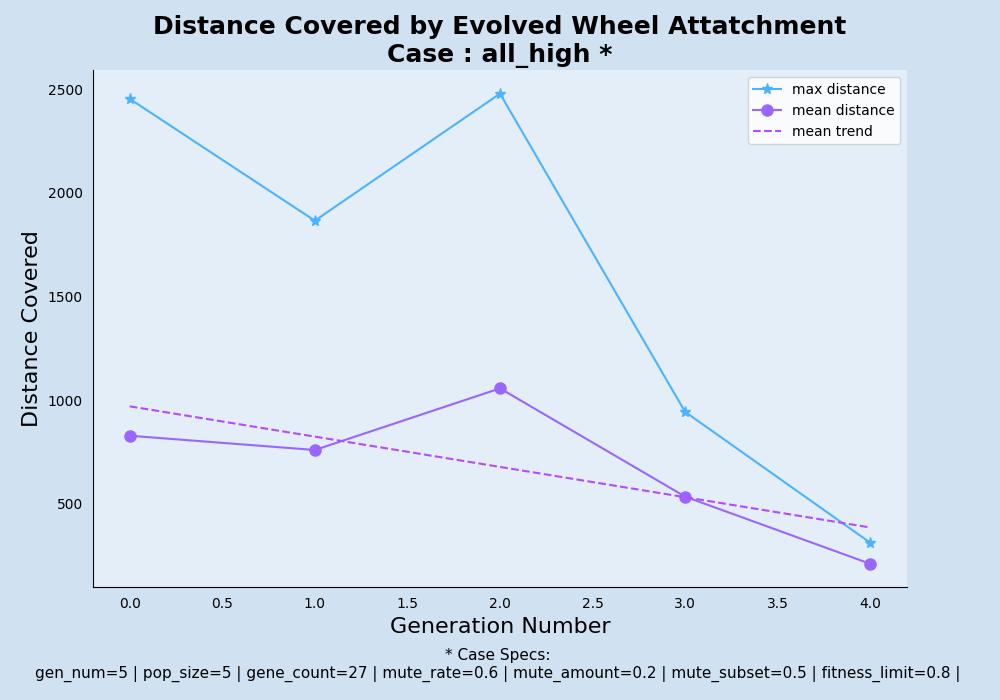 Distance Covered by Evolved Wheel Attatchment
Case : all_high *
max distance
mean distance
mean trend
Distance Covered
2500
2000
1500
1000
500
0.0 0.5 1.0 1.5 2.0 2.5 3.0 3.5 4.0
Generation Number
* Case Specs:
gen_num=5 | pop_size=5 | gene_count=27 | mute_rate=0.6 | mute_amount=0.2 | mute_subset=0.5 | fitness_limit=0.8 |